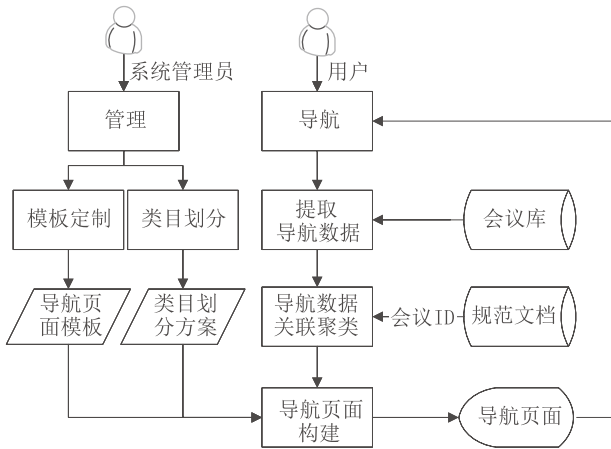 系统管理员
用户
管理
导航
模板定制
类目划分
提取
导航数据
会议库
导航页
面模板
类目划
分方案
导航数据
关联聚类
会议ID
规范文档
导航页面
构建
导航页面